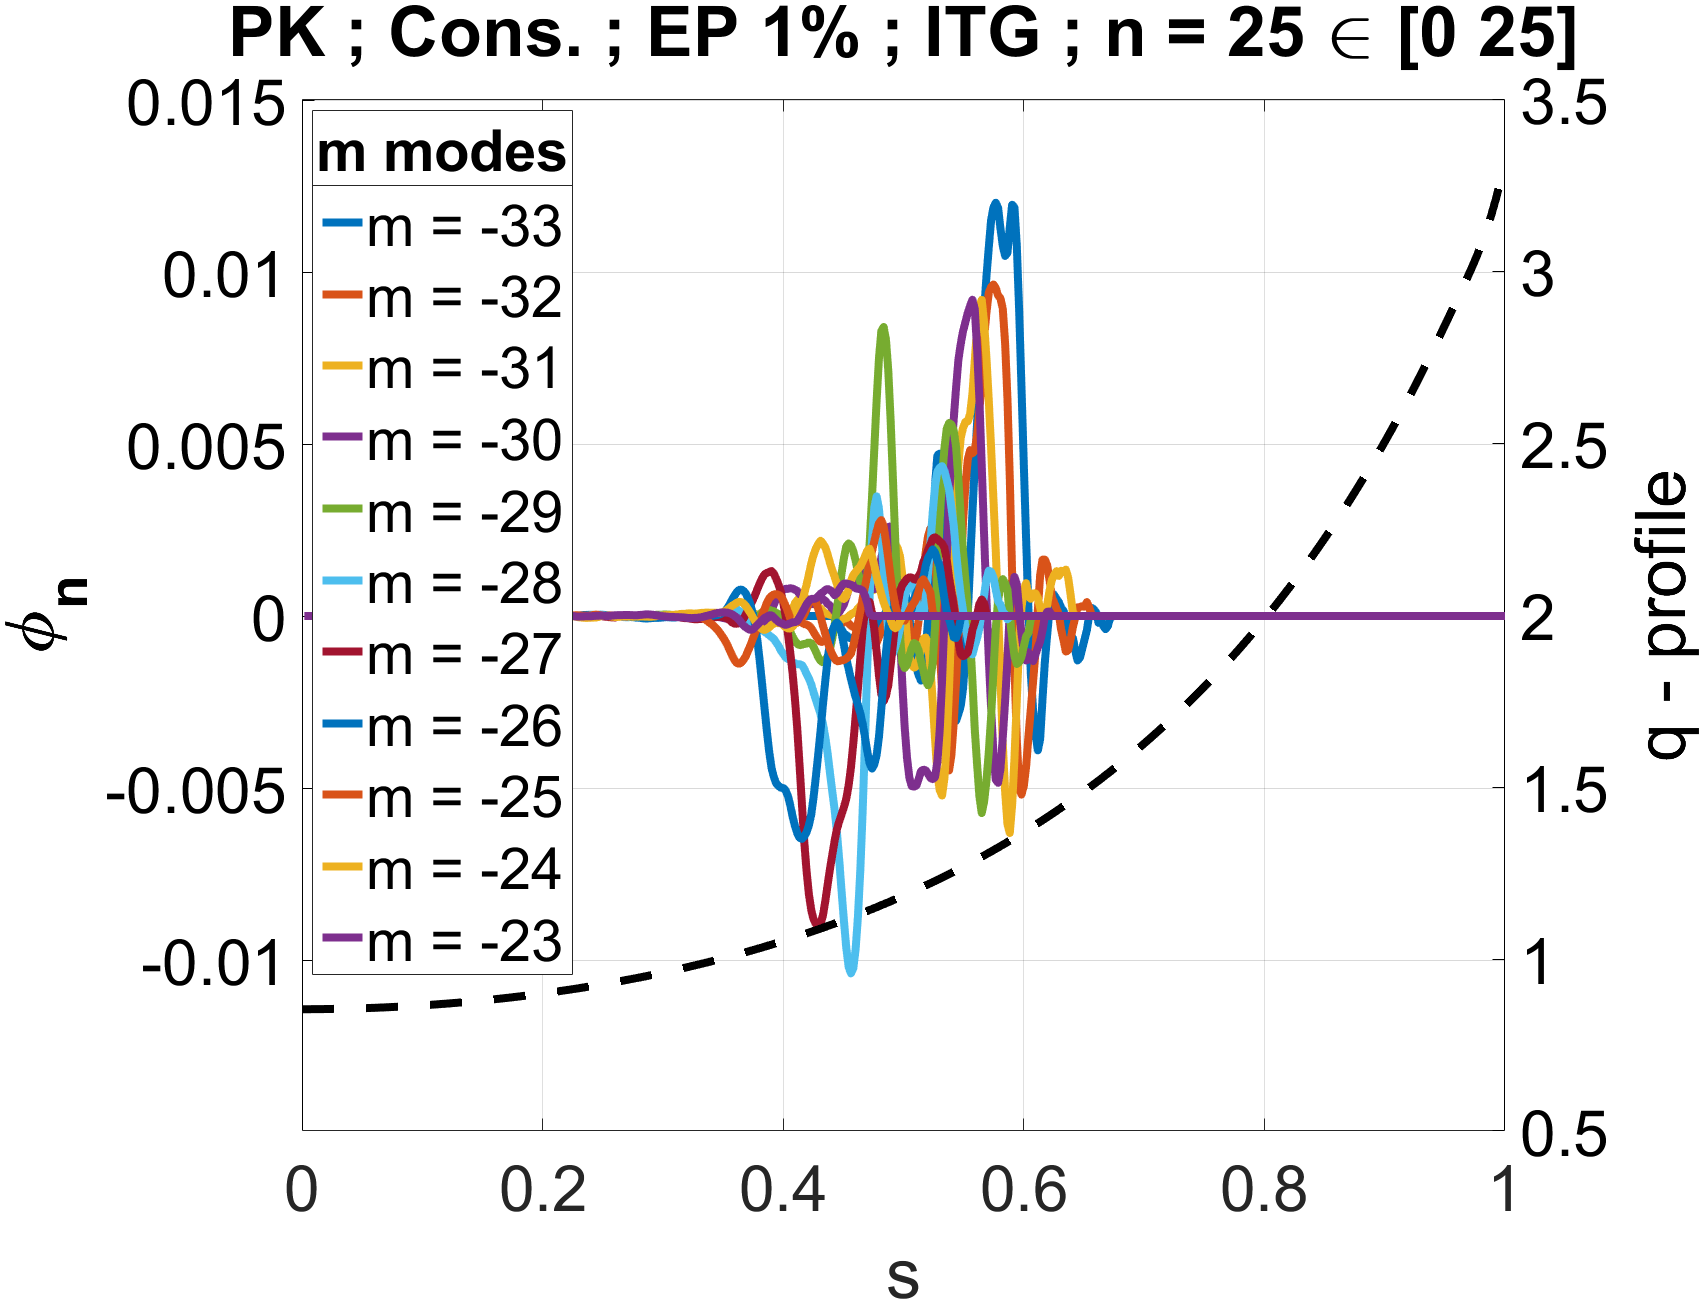 PK ; Cons. ; EP 1% ; ITG ; n = 25 ∈ [0 25]
0.015
0.01
0.005
0
-0.005
-0.01
ϕn
m modes
m = -33
m = -32
m = -31
m = -30
m = -29
m = -28
m = -27
m = -26
m = -25
m = -24
m = -23
3.5
3
2.5
2
1.5
1
0.5
q - profile
0 0.2 0.4 0.6 0.8 1
s